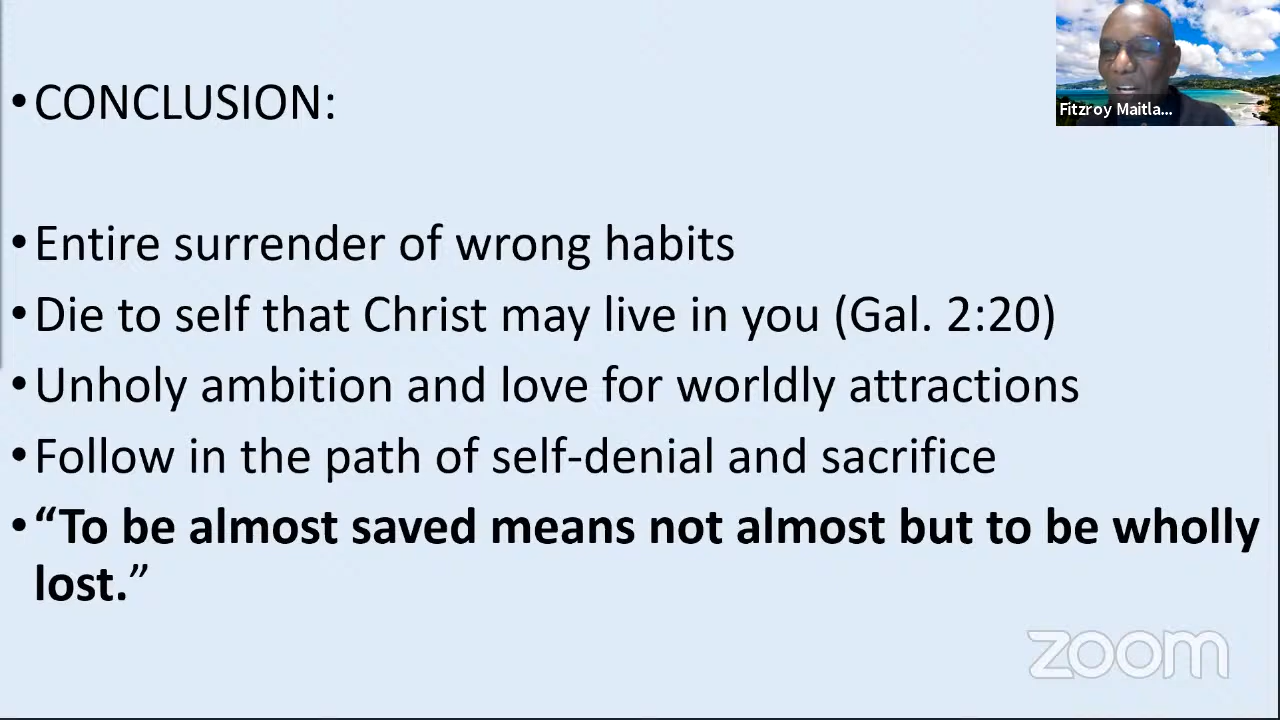 • CONCLUSION:
Fitzroy Maitla...
• Entire surrender of wrong habits
• Die to self that Christ may live in you (Gal. 2:20)
• Unholy ambition and love for worldly attractions
• Follow in the path of self-denial and sacrifice
• “To be almost saved means not almost but to be wholly
lost.”
zoom